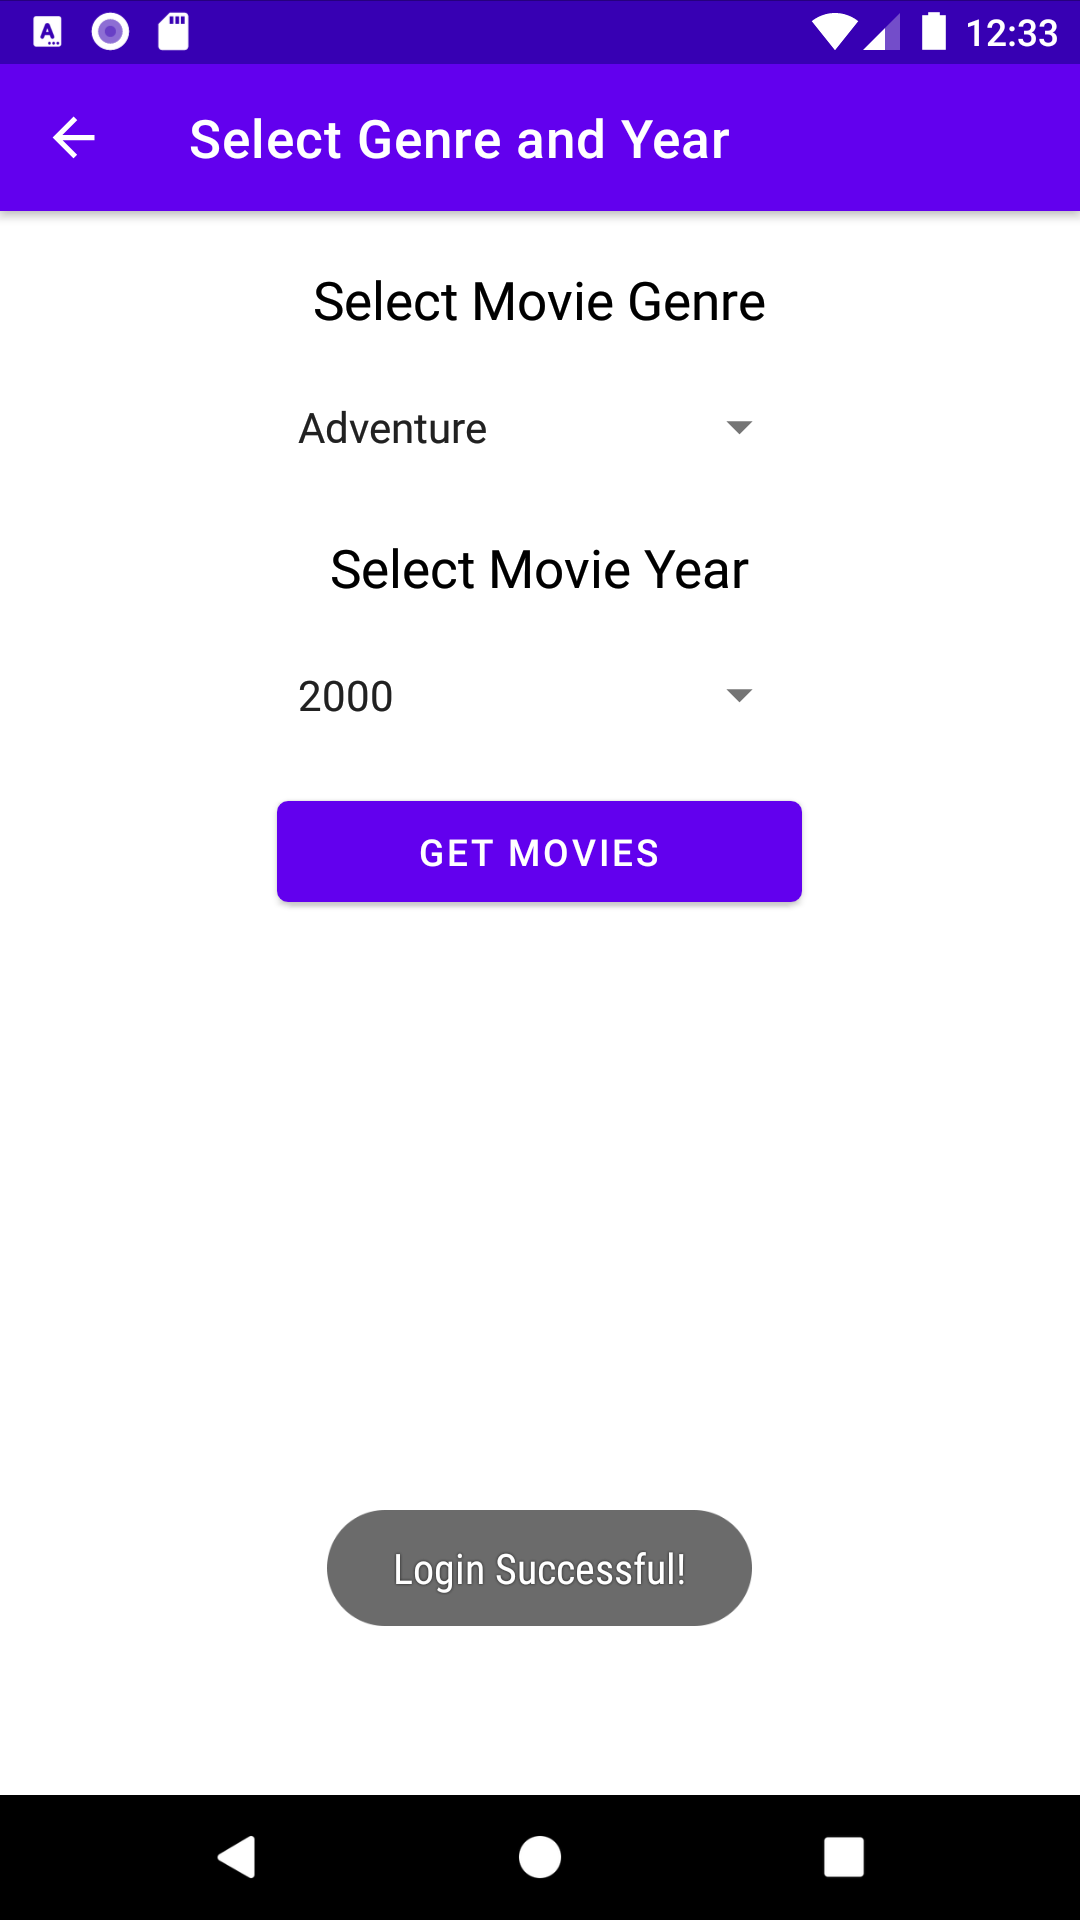 12:33
Select Genre and Year
Select Movie Genre
Adventure
Select Movie Year
2000
GET MOVIES
Login Successful!